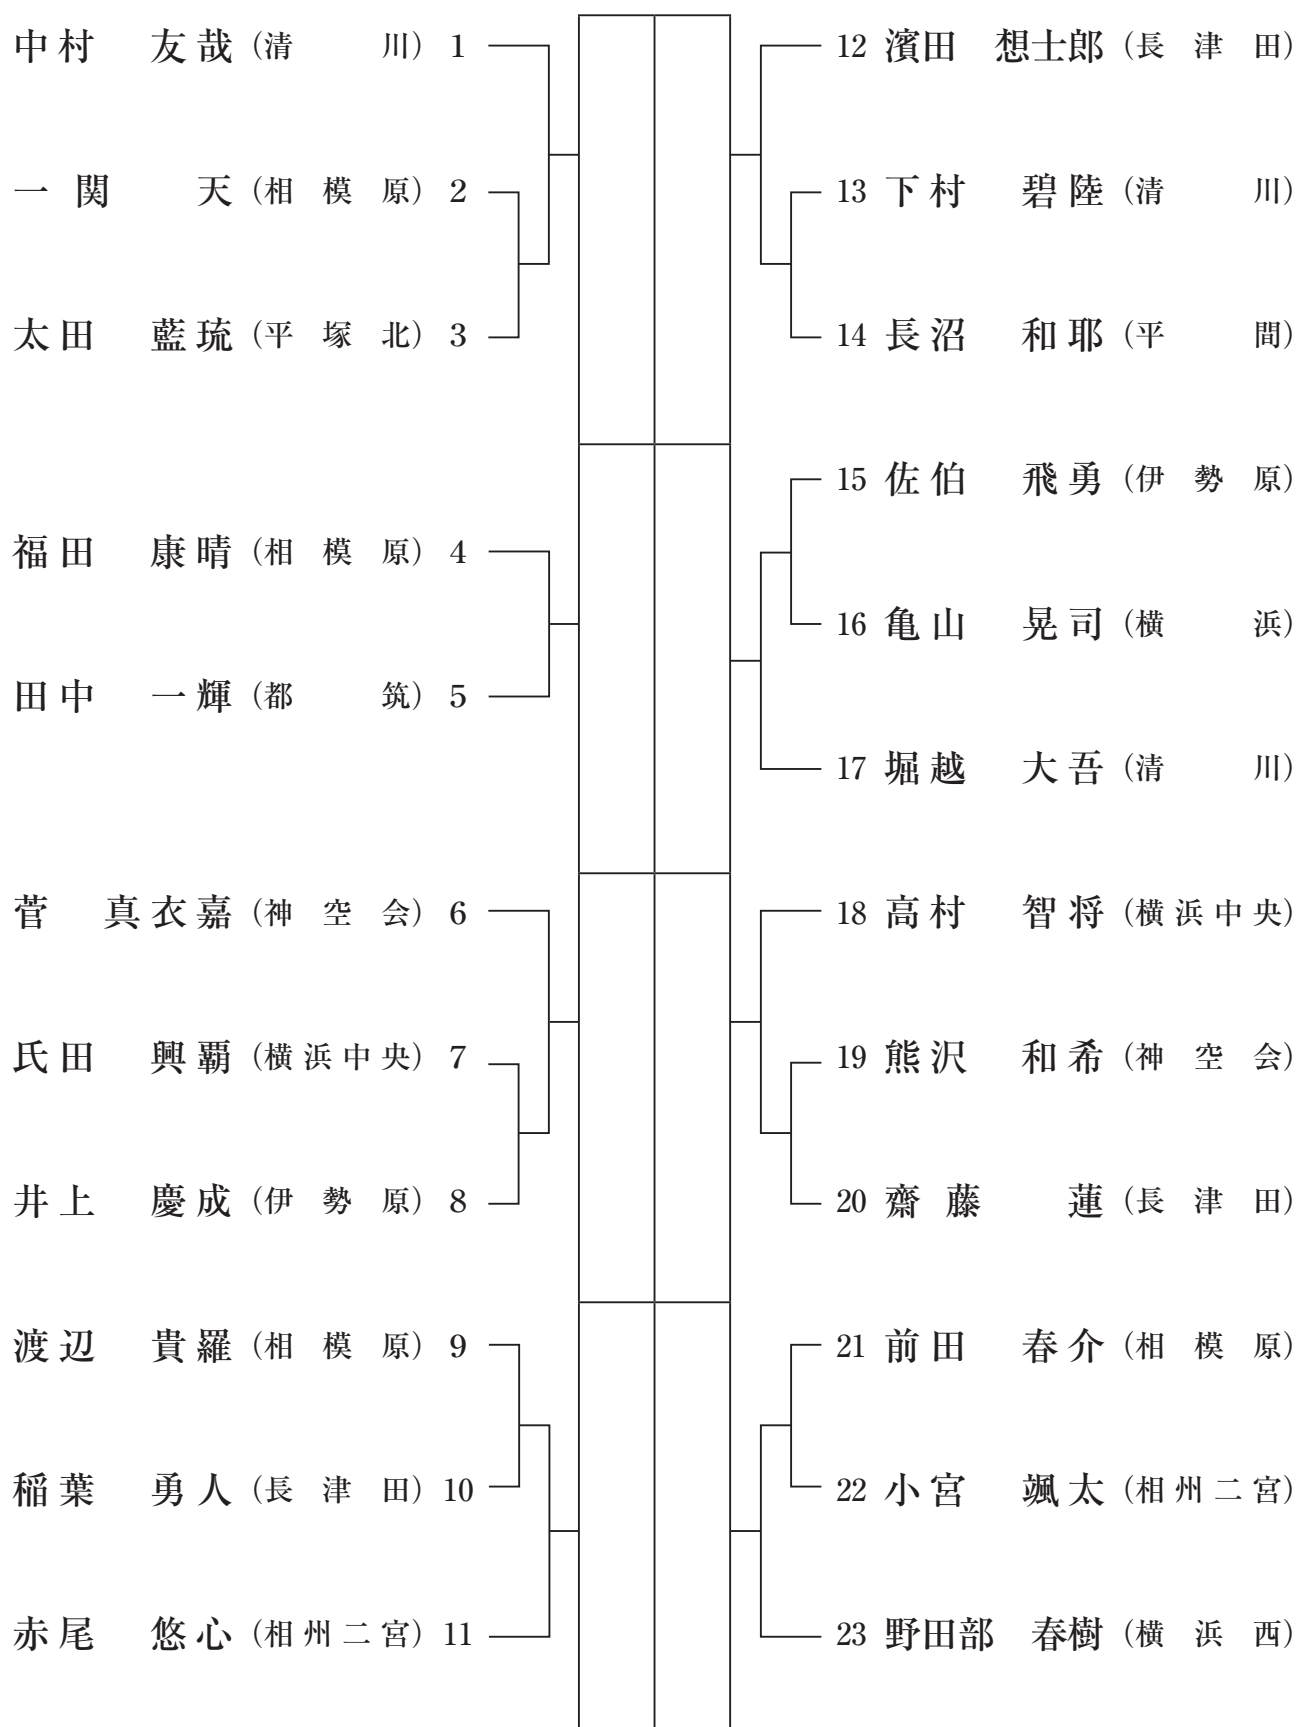 中村 友哉 (清川) 1
一関 天 (相模原) 2
太田 藍琉 (平塚北) 3
福田 康晴 (相模原) 4
田中 一輝 (都筑) 5
菅 真衣嘉 (神空会) 6
氏田 興覇 (横浜中央) 7
井上 慶成 (伊勢原) 8
渡辺 貴羅 (相模原) 9
稲葉 勇人 (長津田) 10
赤尾 悠心 (相州二宮) 11
12 濱田 想士郎 (長津田)
13 下村 碧陸 (清川)
14 長沼 和耶 (平間)
15 佐伯 飛勇 (伊勢原)
16 亀山 晃司 (横浜)
17 堀越 大吾 (清川)
18 高村 智将 (横浜中央)
19 熊沢 和希 (神空会)
20 齋藤 蓮 (長津田)
21 前田 春介 (相模原)
22 小宮 颯太 (相州二宮)
23 野田部 春樹 (横浜西)